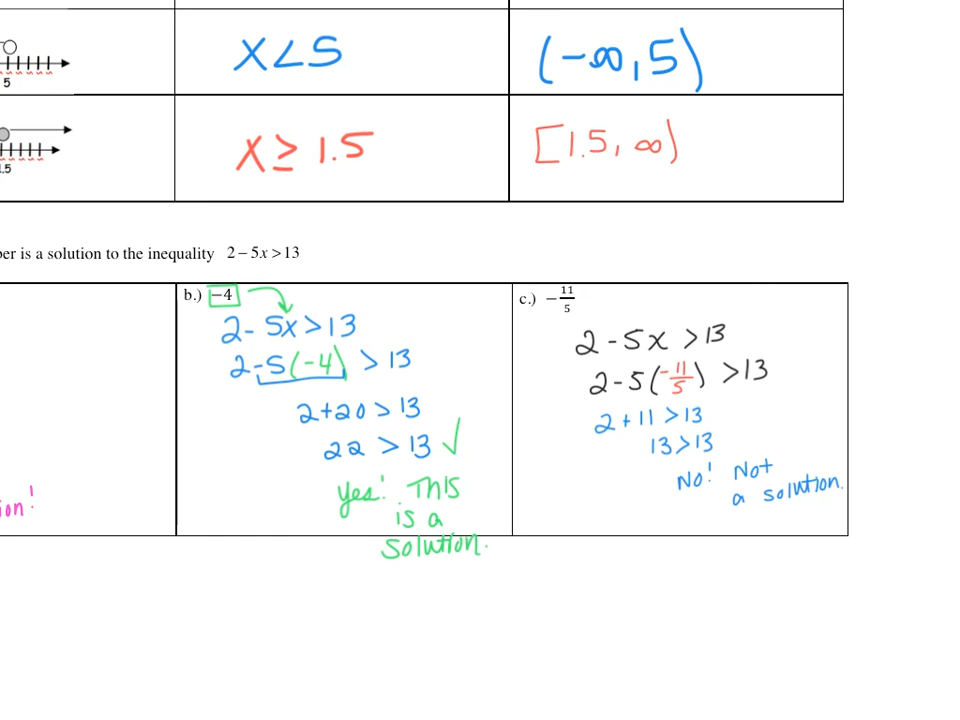 5
x<5
(-∞, 5)
1.5
x ≥ 1.5
[1.5, ∞)
is a solution to the inequality 2 − 5x > 13
b.) −4
2 - 5x > 13
2 - 5(-4) > 13
2+20 > 13
22 > 13 ✓
yes! This
is a
solution.
c.) −11/5
2 - 5x > 13
2 - 5(-11/5) > 13
2 + 11 > 13
13 > 13
No! Not
a solution.